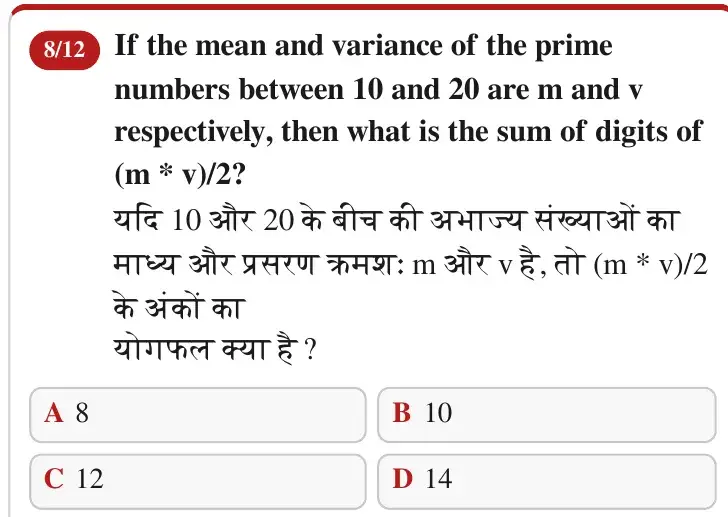 8/12 If the mean and variance of the prime
numbers between 10 and 20 are m and v
respectively, then what is the sum of digits of
(m * v)/2?
यदि 10 और 20 के बीच की अभाज्य संख्याओं का
माध्य और प्रसरण क्रमशः m और v है, तो (m * v)/2
के अंकों का
योगफल क्या है ?
A 8
B 10
C 12
D 14